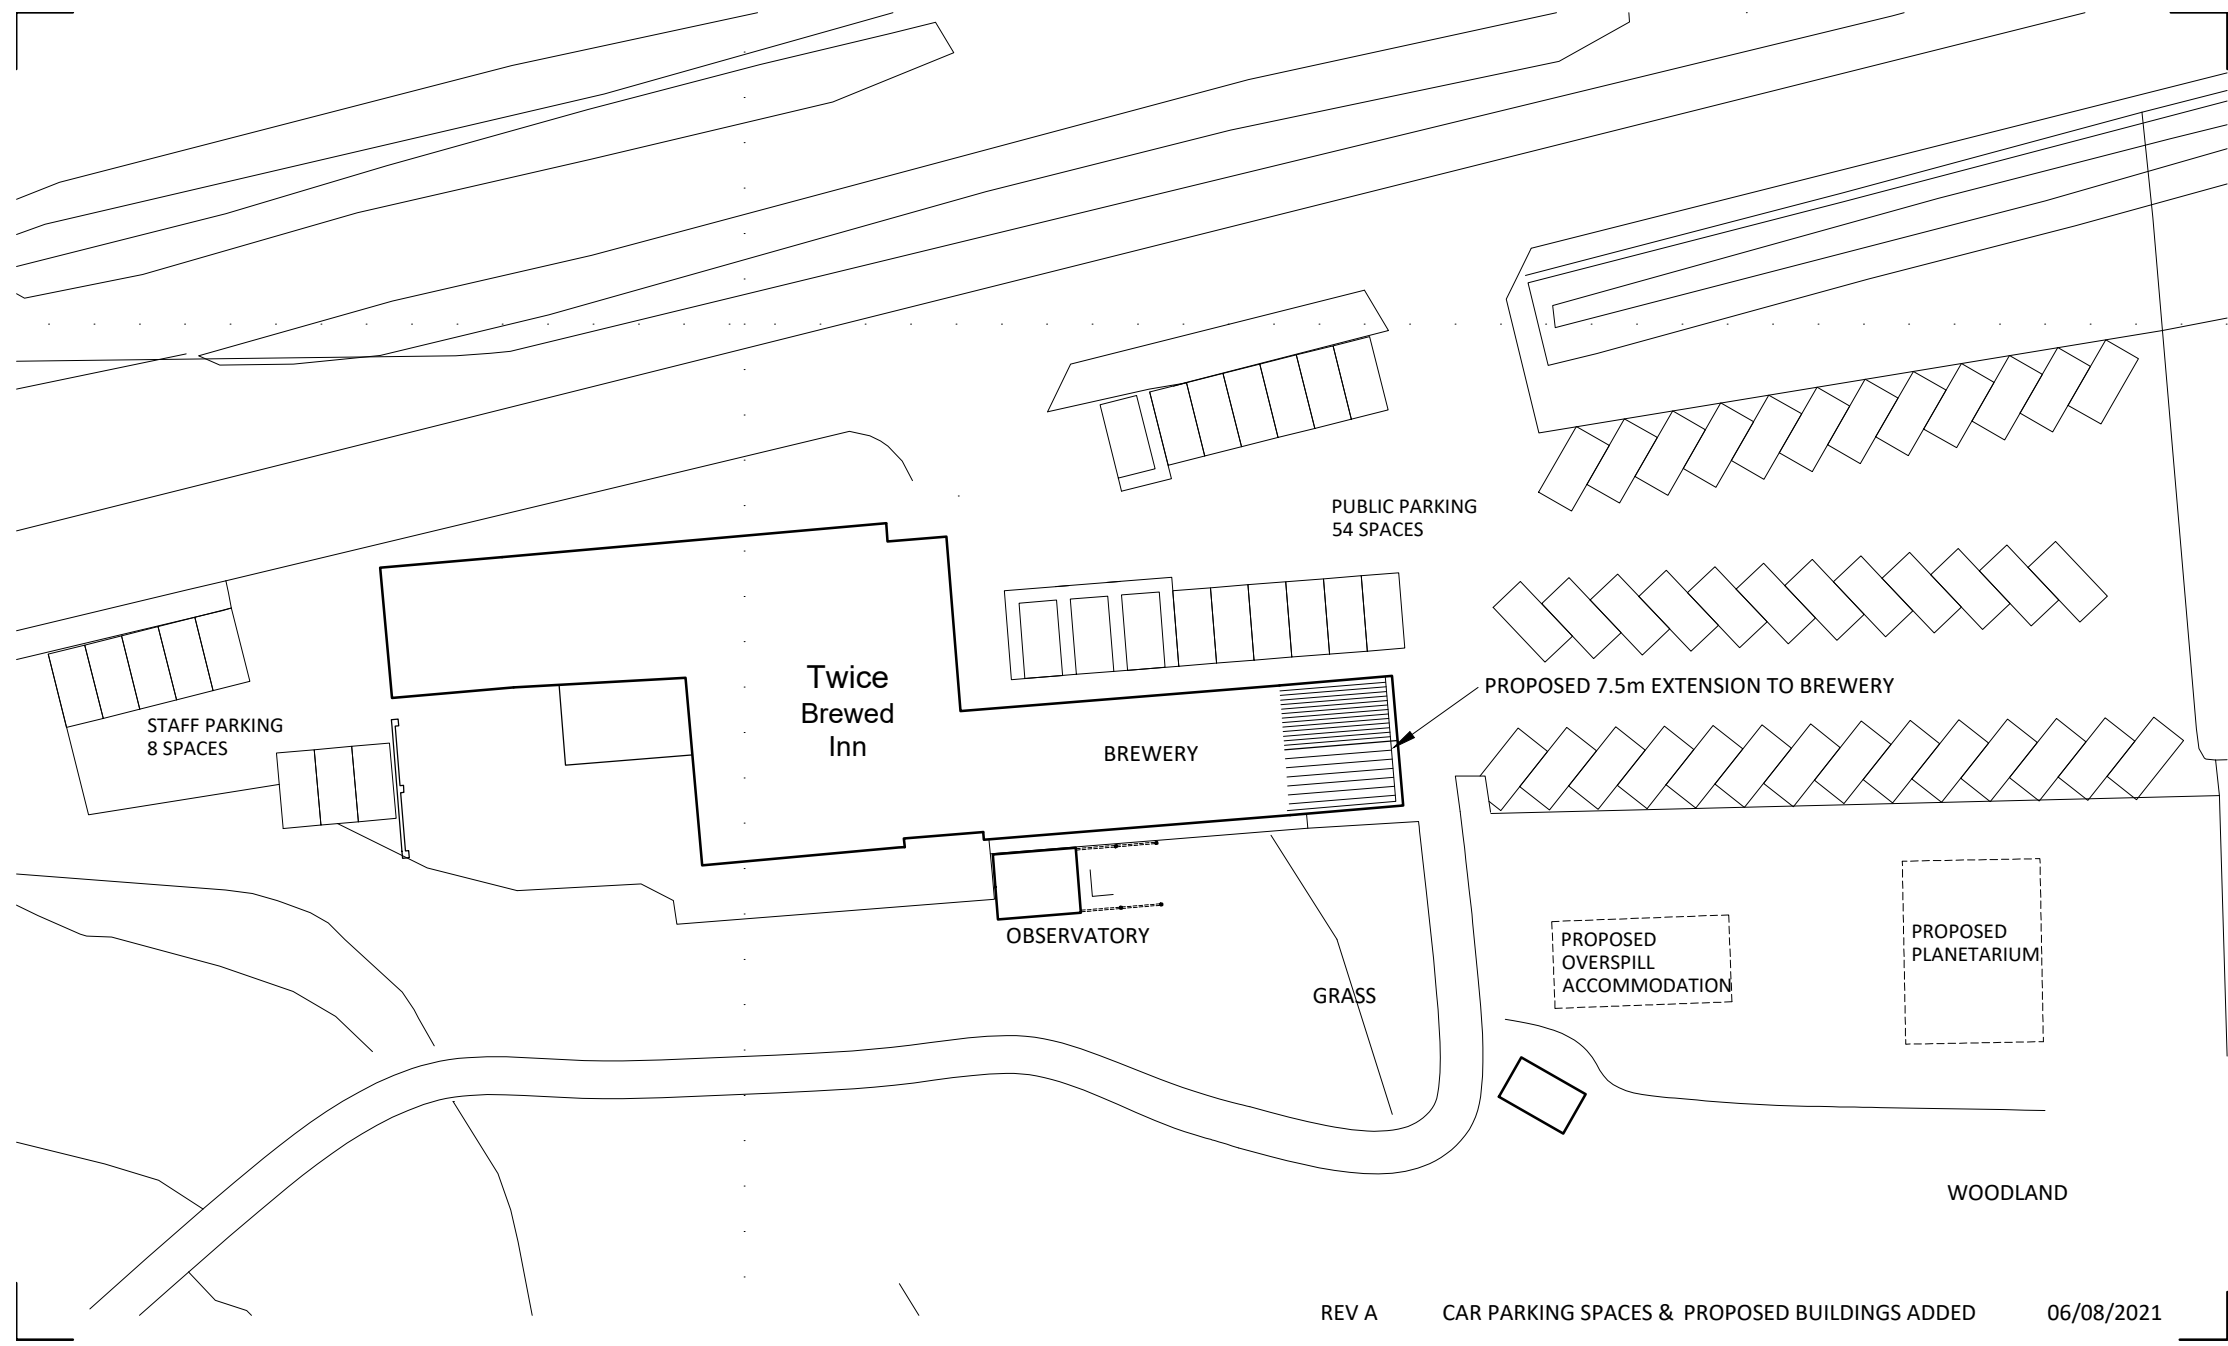 PUBLIC PARKING
54 SPACES
Twice
Brewed
Inn
PROPOSED 7.5m EXTENSION TO BREWERY
STAFF PARKING
8 SPACES
BREWERY
OBSERVATORY
PROPOSED
OVERSPILL
ACCOMMODATION
PROPOSED
PLANETARIUM
GRASS
WOODLAND
REV A CAR PARKING SPACES & PROPOSED BUILDINGS ADDED 06/08/2021